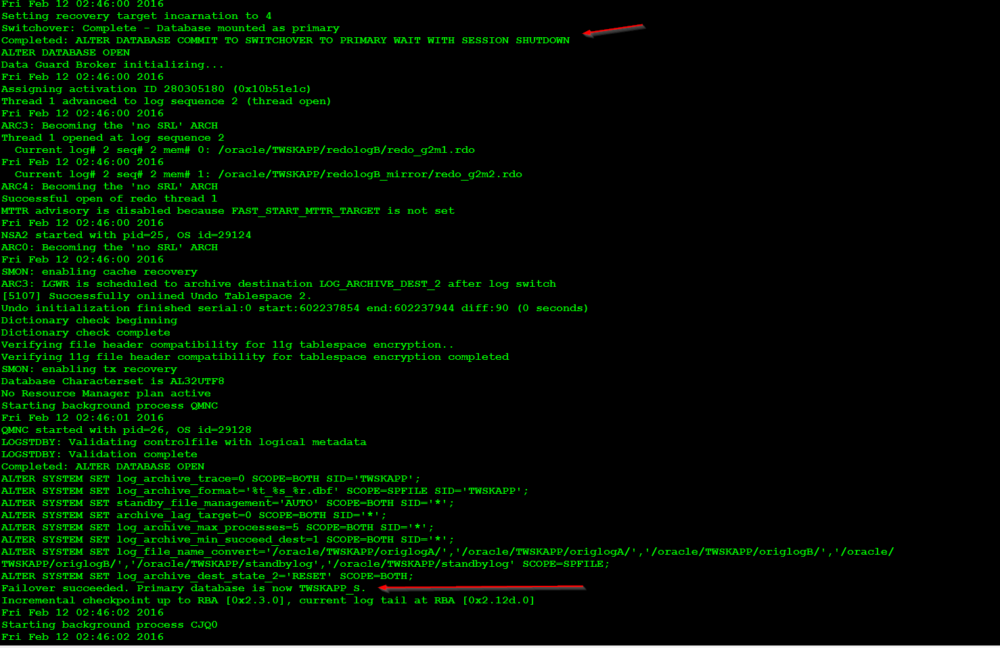 Fri Feb 12 02:46:00 2016
Setting recovery target incarnation to 4
Switchover: Complete - Database mounted as primary
Completed: ALTER DATABASE COMMIT TO SWITCHOVER TO PRIMARY WAIT WITH SESSION SHUTDOWN
ALTER DATABASE OPEN
Data Guard Broker initializing...
Fri Feb 12 02:46:00 2016
Assigning activation ID 280305180 (0x10b51e1c)
Thread 1 advanced to log sequence 2 (thread open)
Fri Feb 12 02:46:00 2016
ARC3: Becoming the 'no SRL' ARCH
Thread 1 opened at log sequence 2
  Current log# 2 seq# 2 mem# 0: /oracle/TWSKAPP/redologB/redo_g2m1.rdo
Fri Feb 12 02:46:00 2016
  Current log# 2 seq# 2 mem# 1: /oracle/TWSKAPP/redologB_mirror/redo_g2m2.rdo
ARC4: Becoming the 'no SRL' ARCH
Successful open of redo thread 1
MTTR advisory is disabled because FAST_START_MTTR_TARGET is not set
Fri Feb 12 02:46:00 2016
NSA2 started with pid=25, OS id=29124
ARC0: Becoming the 'no SRL' ARCH
Fri Feb 12 02:46:00 2016
SMON: enabling cache recovery
ARC3: LGWR is scheduled to archive destination LOG_ARCHIVE_DEST_2 after log switch
[5107] Successfully onlined Undo Tablespace 2.
Undo initialization finished serial:0 start:602237854 end:602237944 diff:90 (0 seconds)
Dictionary check beginning
Dictionary check complete
Verifying file header compatibility for 11g tablespace encryption..
Verifying 11g file header compatibility for tablespace encryption completed
SMON: enabling tx recovery
Database Characterset is AL32UTF8
No Resource Manager plan active
Starting background process QMNC
Fri Feb 12 02:46:01 2016
QMNC started with pid=26, OS id=29128
LOGSTDBY: Validating controlfile with logical metadata
LOGSTDBY: Validation complete
Completed: ALTER DATABASE OPEN
ALTER SYSTEM SET log_archive_trace=0 SCOPE=BOTH SID='TWSKAPP';
ALTER SYSTEM SET log_archive_format='%t_%s_%r.dbf' SCOPE=SPFILE SID='TWSKAPP';
ALTER SYSTEM SET standby_file_management='AUTO' SCOPE=BOTH SID='*';
ALTER SYSTEM SET archive_lag_target=0 SCOPE=BOTH SID='*';
ALTER SYSTEM SET log_archive_max_processes=5 SCOPE=BOTH SID='*';
ALTER SYSTEM SET log_archive_min_succeed_dest=1 SCOPE=BOTH SID='*';
ALTER SYSTEM SET log_file_name_convert='/oracle/TWSKAPP/origlogA/','/oracle/TWSKAPP/origlogA/','/oracle/TWSKAPP/origlogB/','/oracle/
TWSKAPP/origlogB/','/oracle/TWSKAPP/standbylog','/oracle/TWSKAPP/standbylog' SCOPE=SPFILE;
ALTER SYSTEM SET log_archive_dest_state_2='RESET' SCOPE=BOTH;
Failover succeeded. Primary database is now TWSKAPP_S.
Incremental checkpoint up to RBA [0x2.3.0], current log tail at RBA [0x2.12d.0]
Fri Feb 12 02:46:02 2016
Starting background process CJQ0
Fri Feb 12 02:46:02 2016